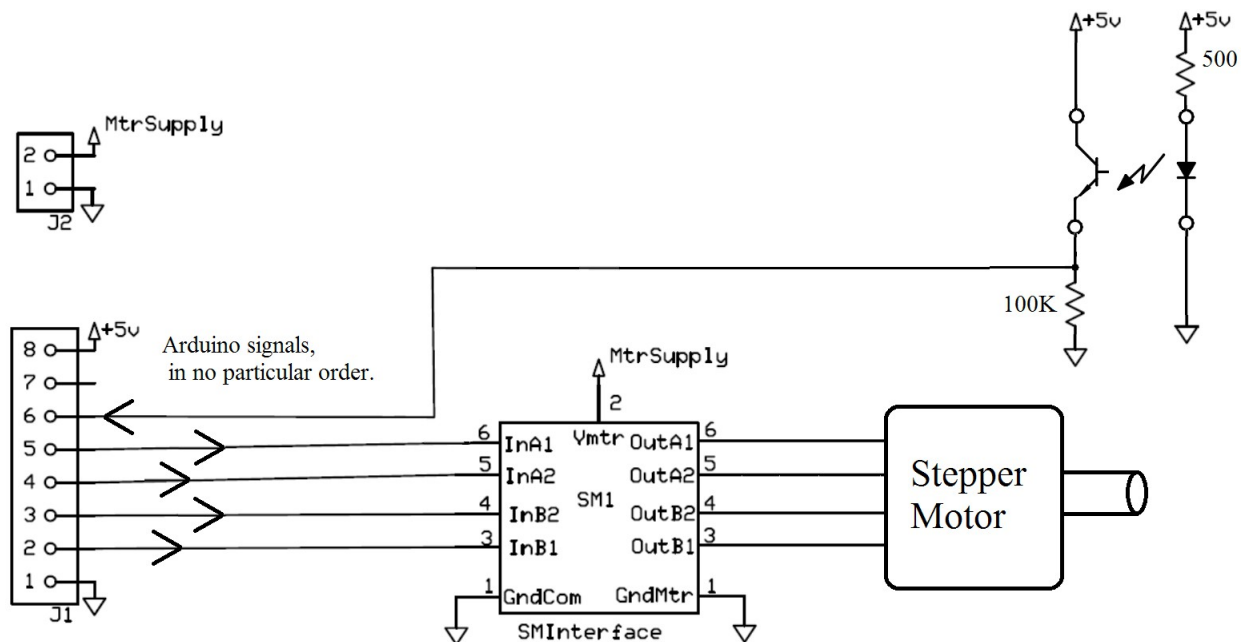 +5v
+5v
500
MtrSupply
2
1
J2
100K
+5v
Arduino signals,
in no particular order.
MtrSupply
8
7
6
5
4
3
2
1
J1
2
Vmtr
6 InA1
5 InA2
4 InB2
3 InB1
1 GndCom
SM1
OutA1 6
OutA2 5
OutB2 4
OutB1 3
GndMtr 1
SMInterface
Stepper
Motor